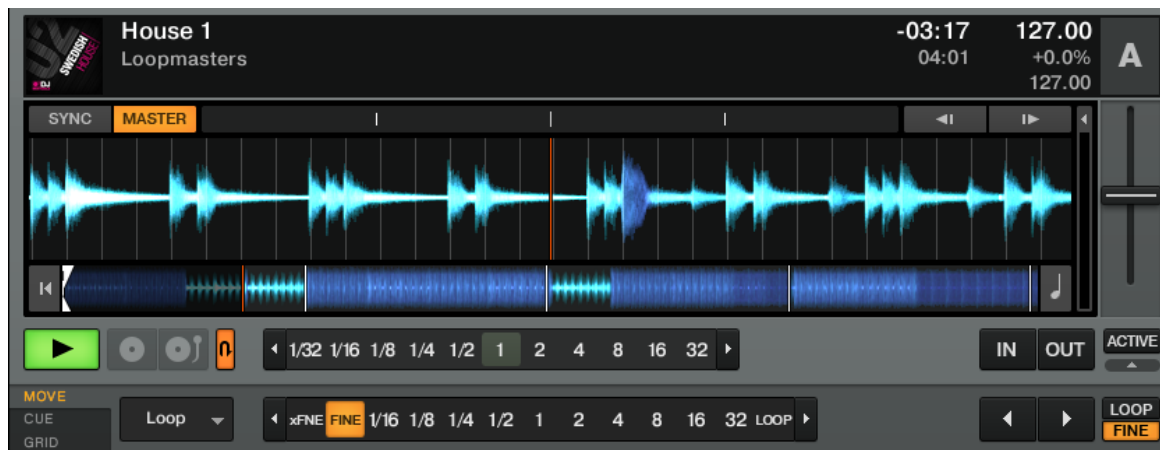 SWEDISH
HOUSE
House 1
Loopmasters
-03:17
04:01
127.00
+0.0%
127.00
A
SYNC MASTER
1/32 1/16 1/8 1/4 1/2 1 2 4 8 16 32
IN OUT
ACTIVE
MOVE
CUE
GRID
Loop
xFNE FINE 1/16 1/8 1/4 1/2 1 2 4 8 16 32 LOOP
LOOP
FINE